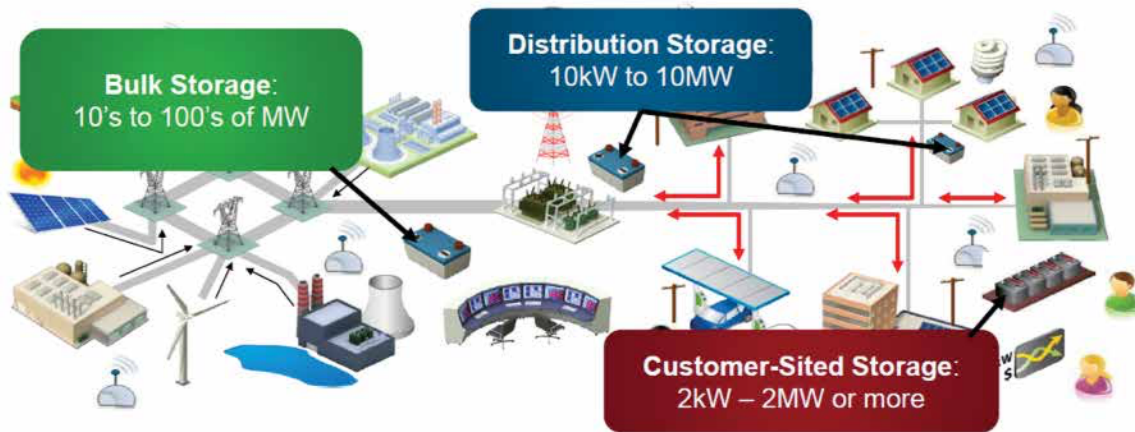 Bulk Storage:
10's to 100's of MW
Distribution Storage:
10kW to 10MW
Customer-Sited Storage:
2kW – 2MW or more